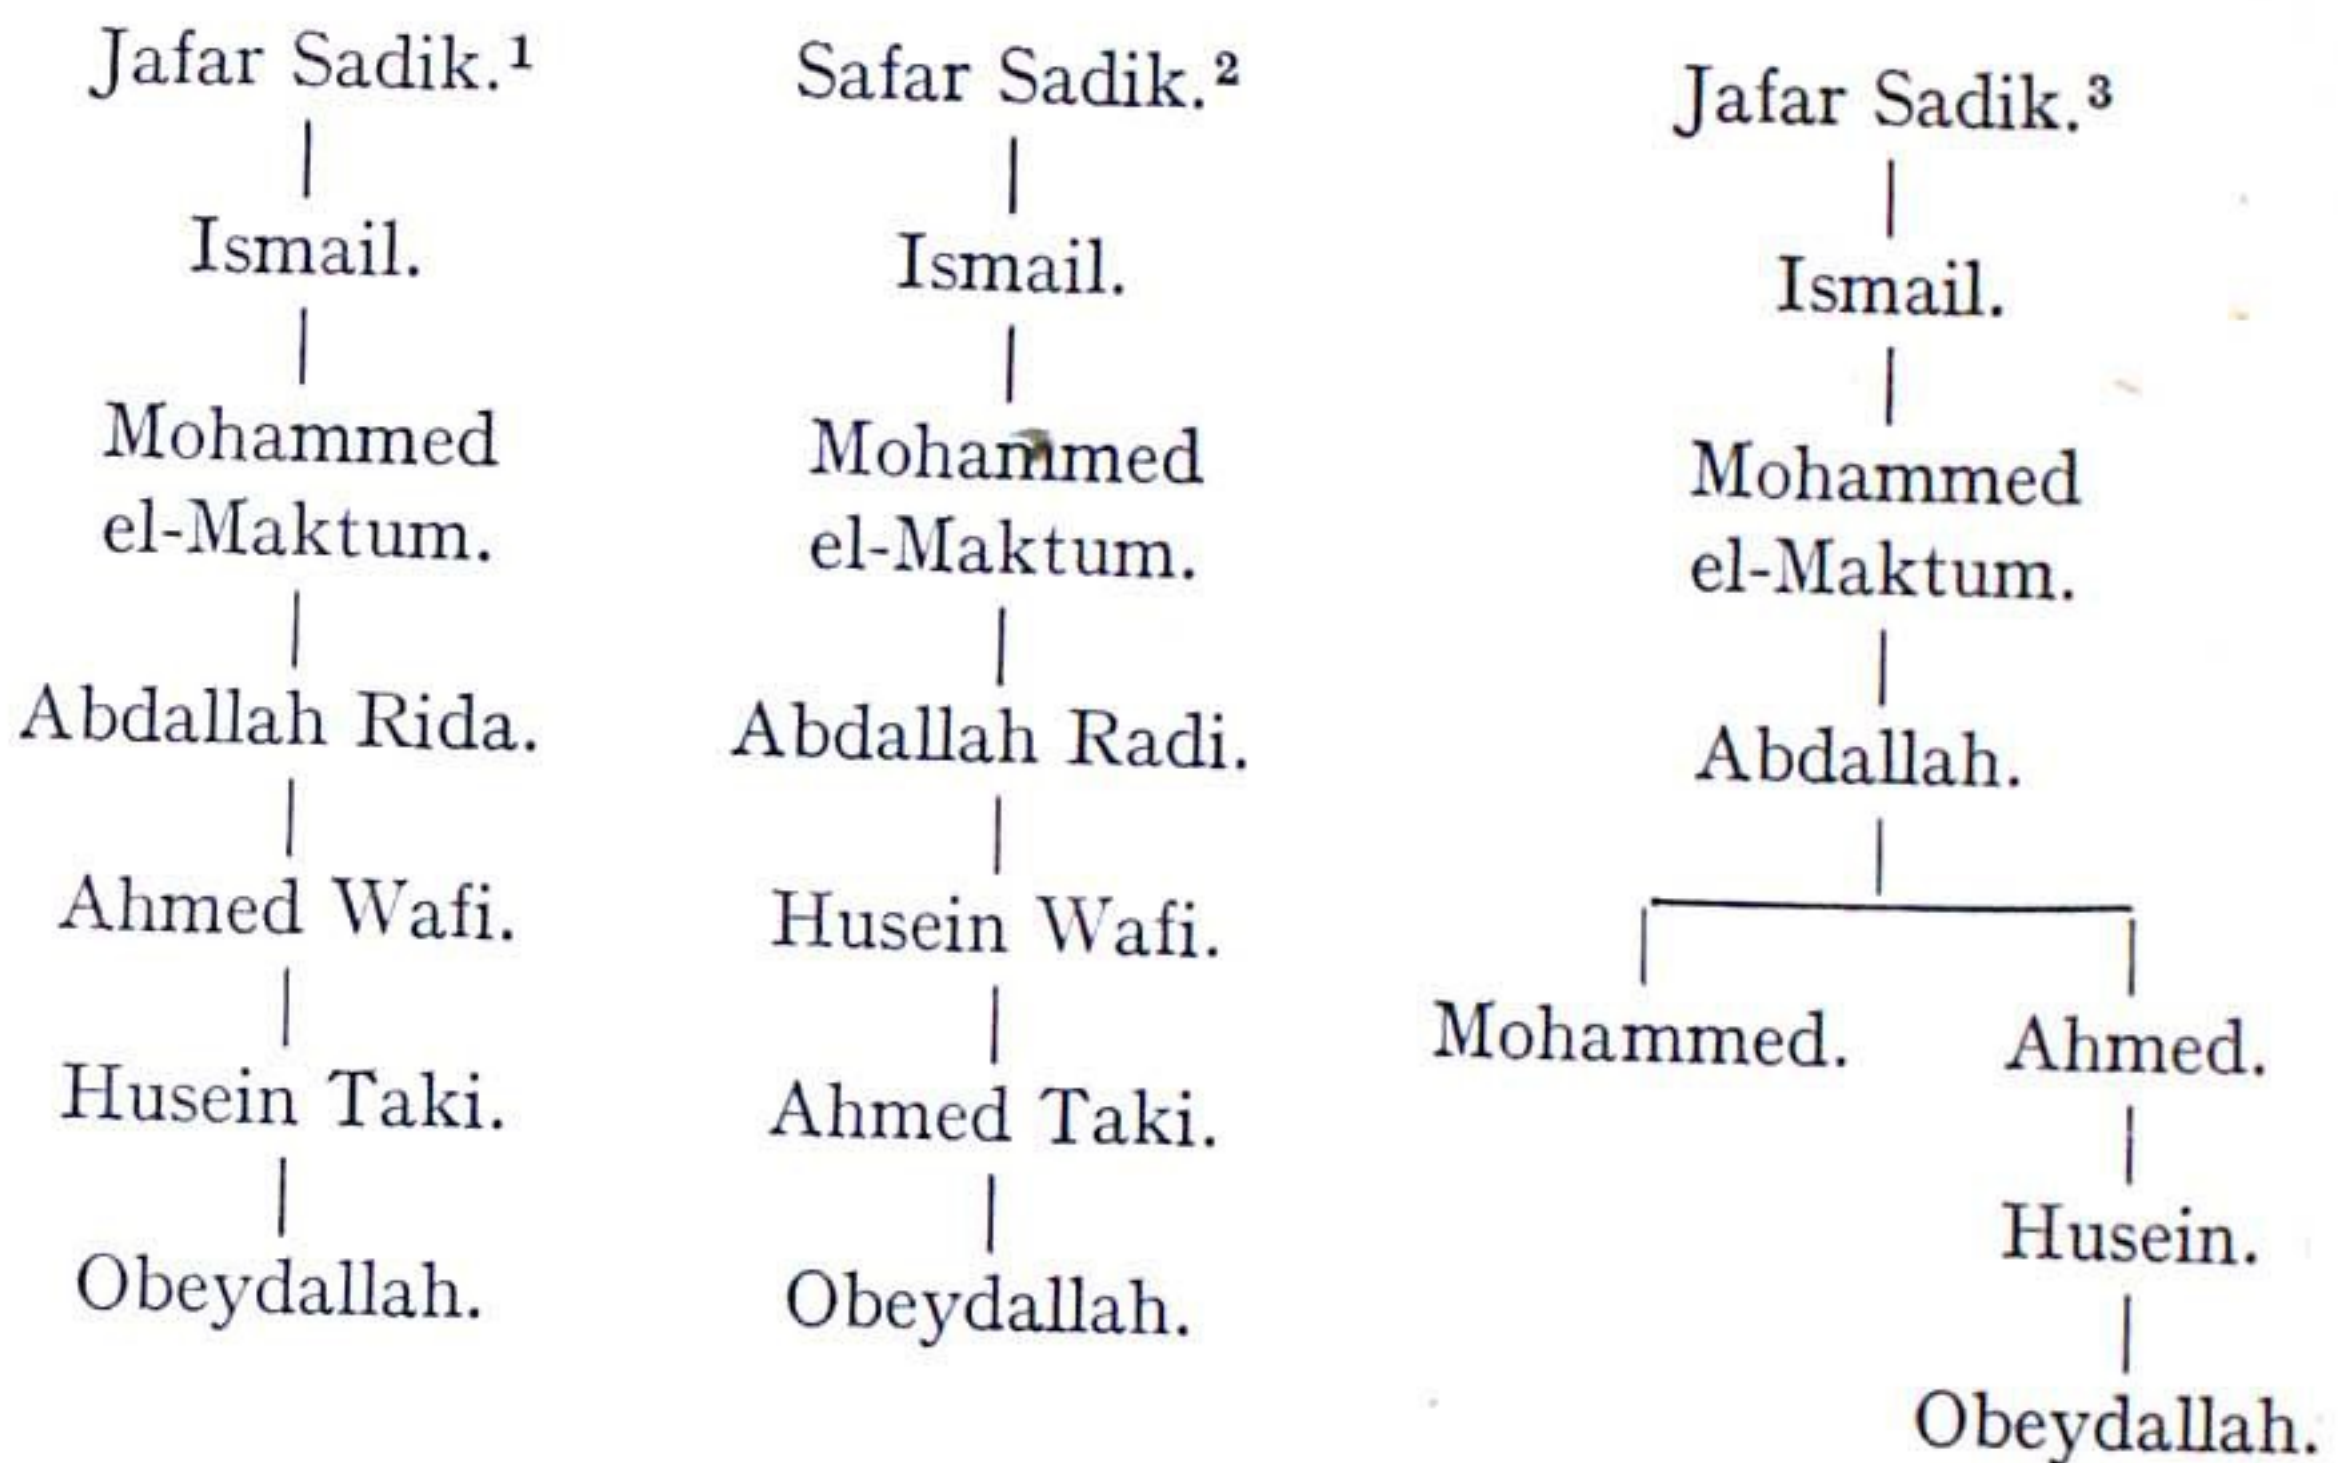 Jafar Sadik.¹
Ismail.
Mohammed
el-Maktum.
Abdallah Rida.
Ahmed Wafi.
Husein Taki.
Obeydallah.
Safar Sadik.²
Ismail.
Mohammed
el-Maktum.
Abdallah Radi.
Husein Wafi.
Ahmed Taki.
Obeydallah.
Jafar Sadik.³
Ismail.
Mohammed
el-Maktum.
Abdallah.
Mohammed.
Ahmed.
Husein.
Obeydallah.